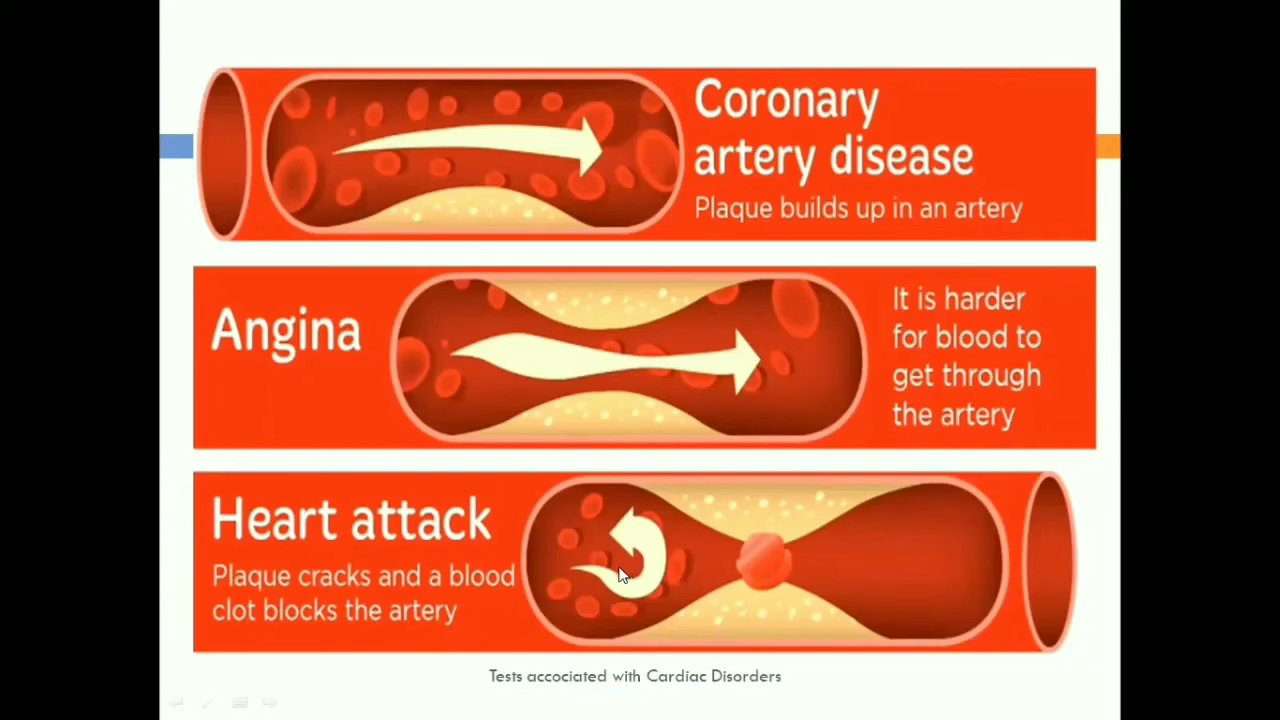 Coronary
artery disease
Plaque builds up in an artery
Angina
It is harder
for blood to
get through
the artery
Heart attack
Plaque cracks and a blood
clot blocks the artery
Tests accociated with Cardiac Disorders